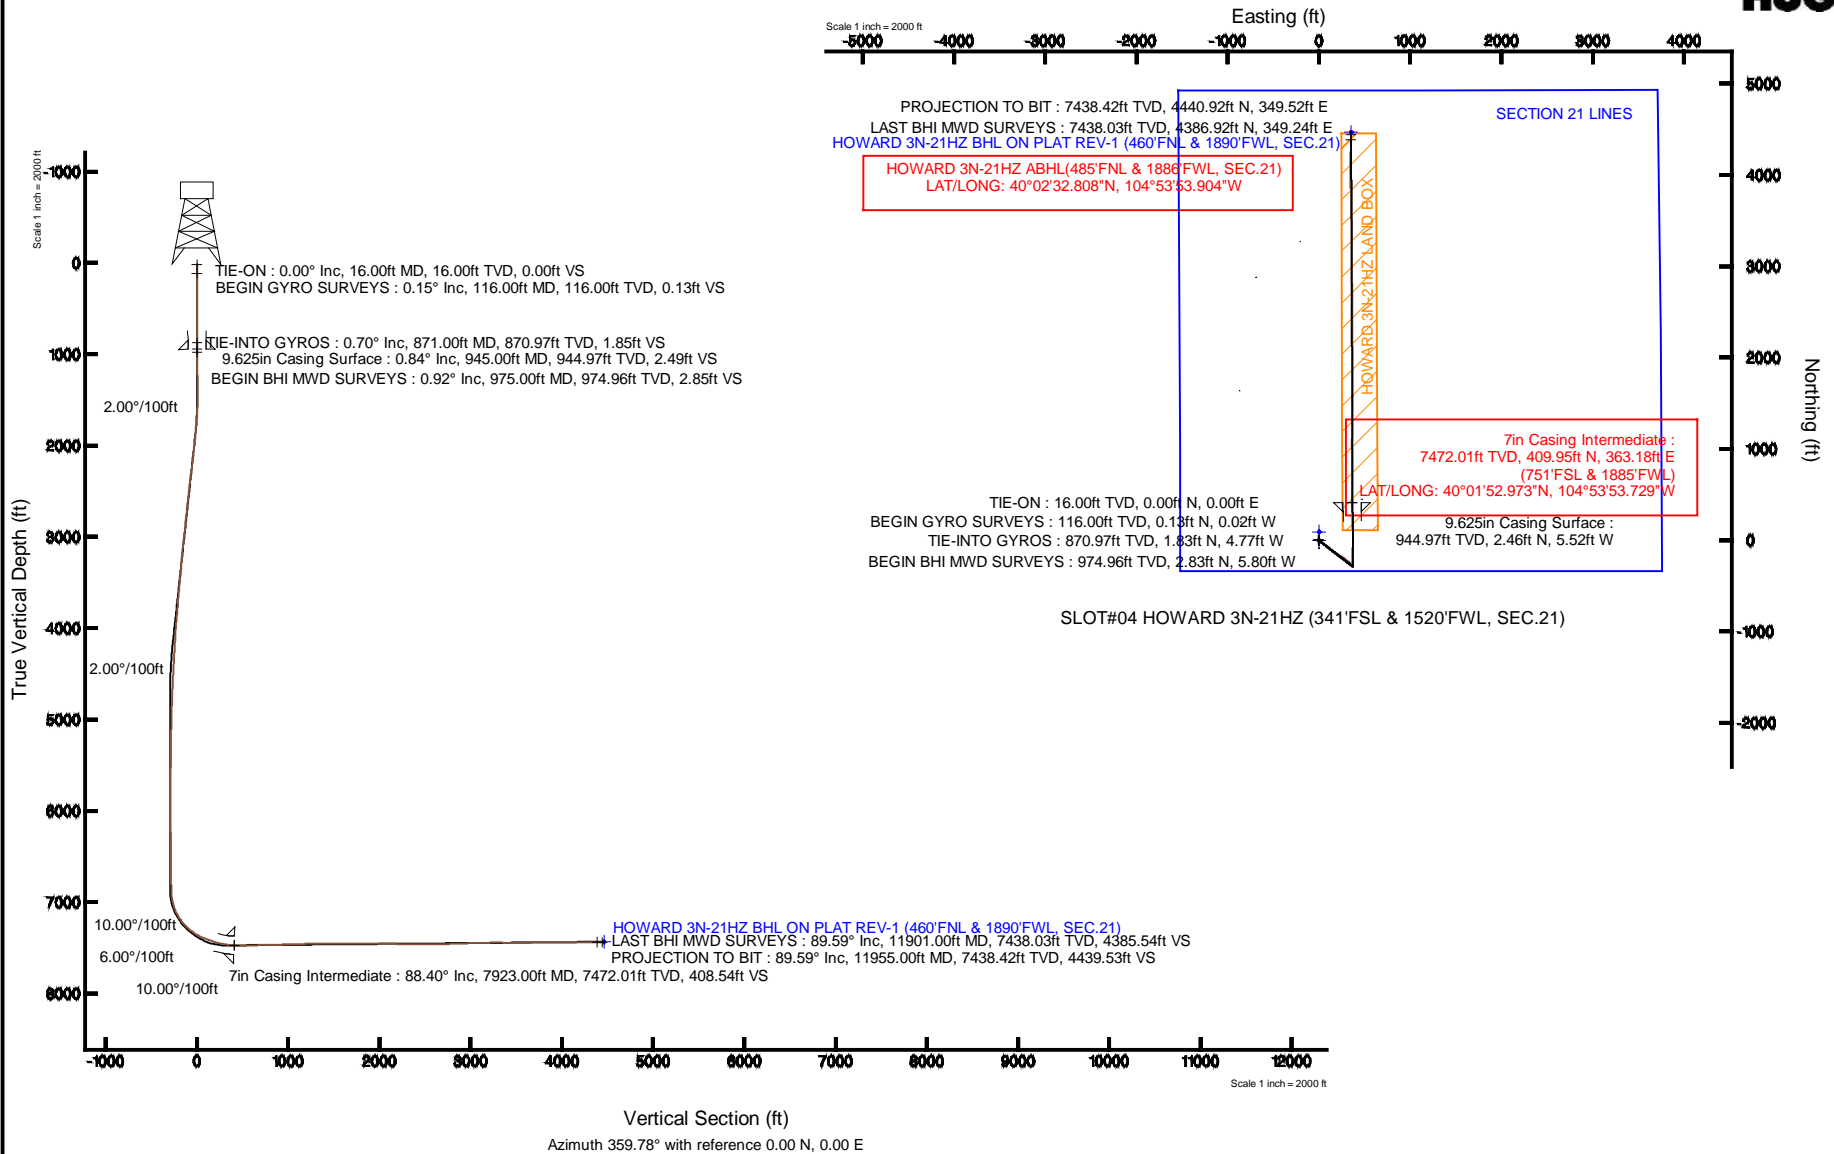 Easting (ft)
Scale 1 inch = 2000 ft
-5000 -4000 -3000 -2000 -1000 0 1000 2000 3000 4000
PROJECTION TO BIT : 7438.42ft TVD, 4440.92ft N, 349.52ft E
LAST BHI MWD SURVEYS : 7438.03ft TVD, 4386.92ft N, 349.24ft E
HOWARD 3N-21HZ BHL ON PLAT REV-1 (460'FNL & 1890'FWL, SEC.21)
HOWARD 3N-21HZ ABHL(485'FNL & 1886'FWL, SEC.21)
LAT/LONG: 40°02'32.808"N, 104°53'53.904"W
SECTION 21 LINES
HOWARD 3N-21HZ LAND BOX
7in Casing Intermediate :
7472.01ft TVD, 409.95ft N, 363.18ft E
(751'FSL & 1885'FWL)
LAT/LONG: 40°01'52.973"N, 104°53'53.729"W
TIE-ON : 16.00ft TVD, 0.00ft N, 0.00ft E
BEGIN GYRO SURVEYS : 116.00ft TVD, 0.13ft N, 0.02ft W
TIE-INTO GYROS : 870.97ft TVD, 1.83ft N, 4.77ft W
BEGIN BHI MWD SURVEYS : 974.96ft TVD, 2.83ft N, 5.80ft W
9.625in Casing Surface :
944.97ft TVD, 2.46ft N, 5.52ft W
SLOT#04 HOWARD 3N-21HZ (341'FSL & 1520'FWL, SEC.21)
5000
4000
3000
2000
1000
0
-1000
-2000
Northing (ft)
Scale 1 inch = 2000 ft
True Vertical Depth (ft)
-1000
0
1000
2000
3000
4000
5000
6000
7000
8000
TIE-ON : 0.00° Inc, 16.00ft MD, 16.00ft TVD, 0.00ft VS
BEGIN GYRO SURVEYS : 0.15° Inc, 116.00ft MD, 116.00ft TVD, 0.13ft VS
TIE-INTO GYROS : 0.70° Inc, 871.00ft MD, 870.97ft TVD, 1.85ft VS
9.625in Casing Surface : 0.84° Inc, 945.00ft MD, 944.97ft TVD, 2.49ft VS
BEGIN BHI MWD SURVEYS : 0.92° Inc, 975.00ft MD, 974.96ft TVD, 2.85ft VS
2.00°/100ft
2.00°/100ft
10.00°/100ft
6.00°/100ft
10.00°/100ft
HOWARD 3N-21HZ BHL ON PLAT REV-1 (460'FNL & 1890'FWL, SEC.21)
LAST BHI MWD SURVEYS : 89.59° Inc, 11901.00ft MD, 7438.03ft TVD, 4385.54ft VS
PROJECTION TO BIT : 89.59° Inc, 11955.00ft MD, 7438.42ft TVD, 4439.53ft VS
7in Casing Intermediate : 88.40° Inc, 7923.00ft MD, 7472.01ft TVD, 408.54ft VS
-1000 0 1000 2000 3000 4000 5000 6000 7000 8000 9000 10000 11000 12000
Scale 1 inch = 2000 ft
Vertical Section (ft)
Azimuth 359.78° with reference 0.00 N, 0.00 E